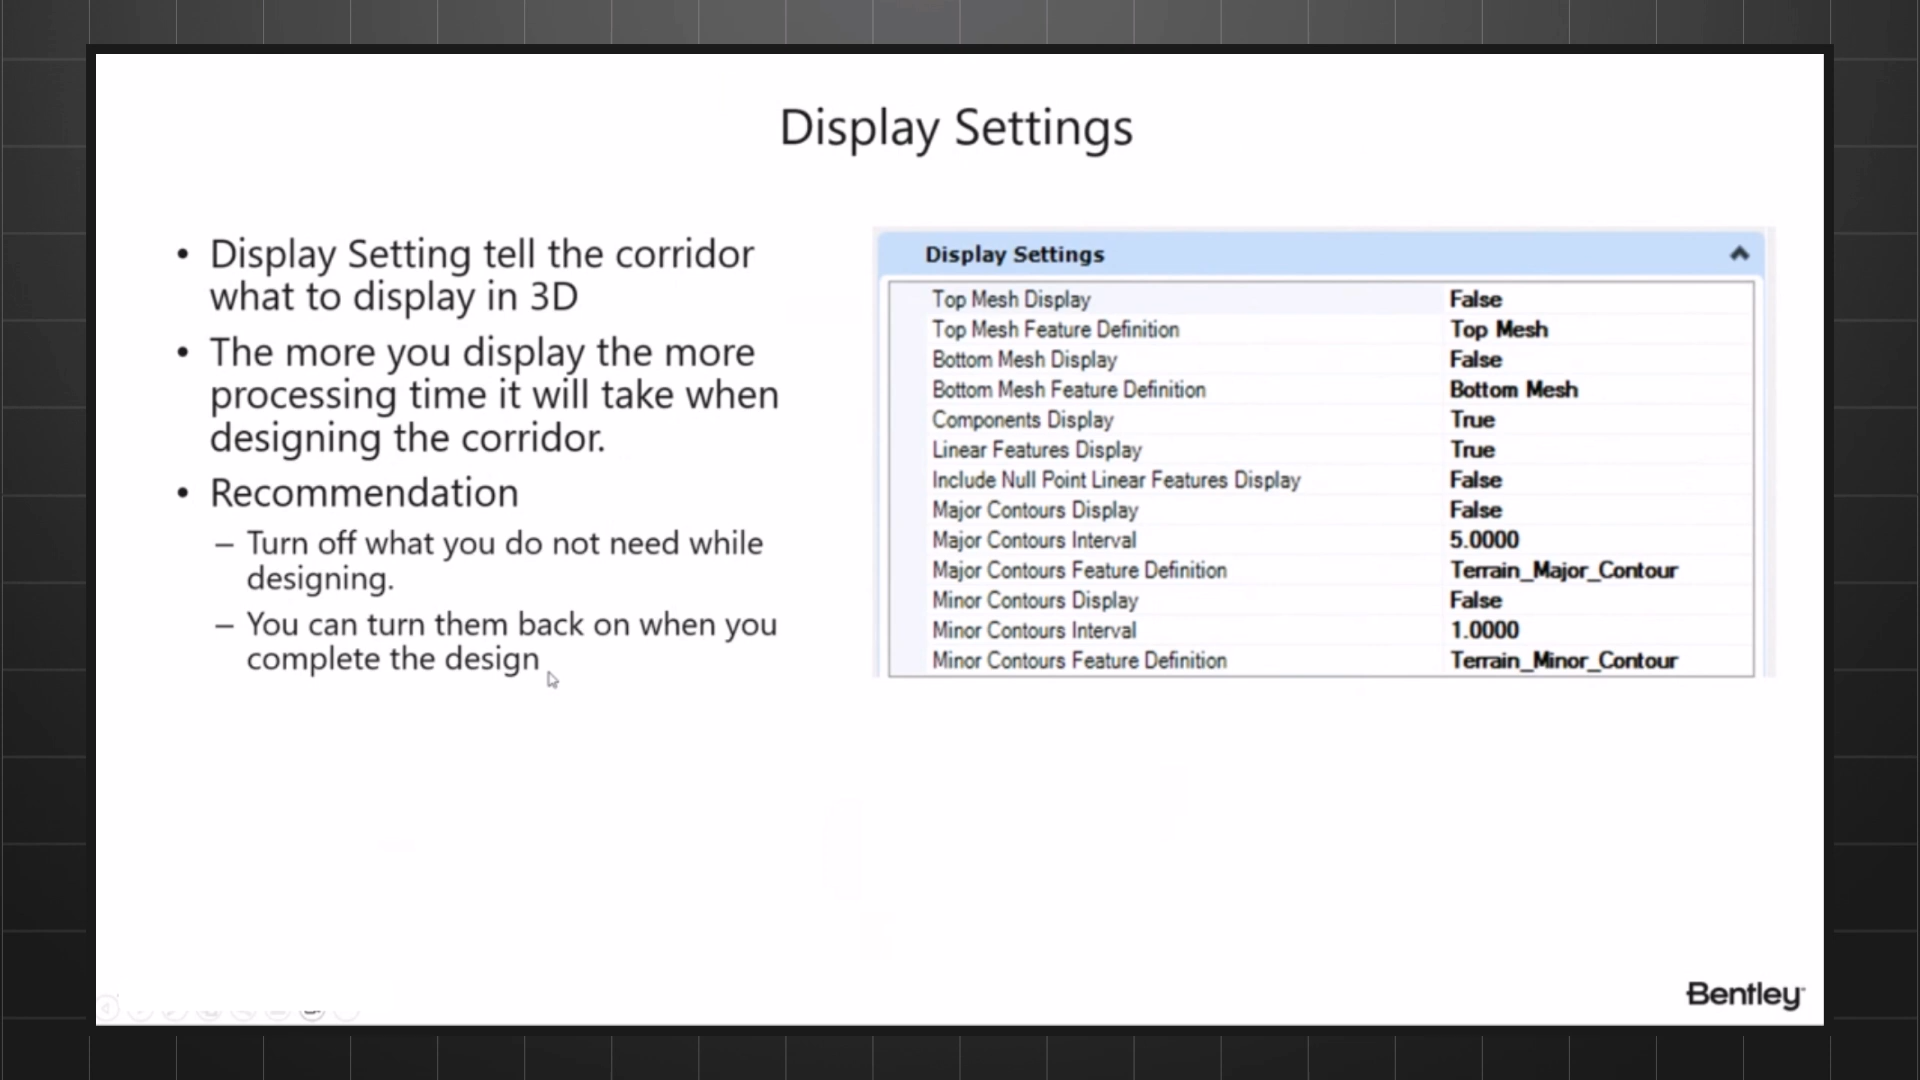 Display Settings
• Display Setting tell the corridor
what to display in 3D
• The more you display the more
processing time it will take when
designing the corridor.
• Recommendation
– Turn off what you do not need while
designing.
– You can turn them back on when you
complete the design
Display Settings
Top Mesh Display False
Top Mesh Feature Definition Top Mesh
Bottom Mesh Display False
Bottom Mesh Feature Definition Bottom Mesh
Components Display True
Linear Features Display True
Include Null Point Linear Features Display False
Major Contours Display False
Major Contours Interval 5.0000
Major Contours Feature Definition Terrain_Major_Contour
Minor Contours Display False
Minor Contours Interval 1.0000
Minor Contours Feature Definition Terrain_Minor_Contour
Bentley